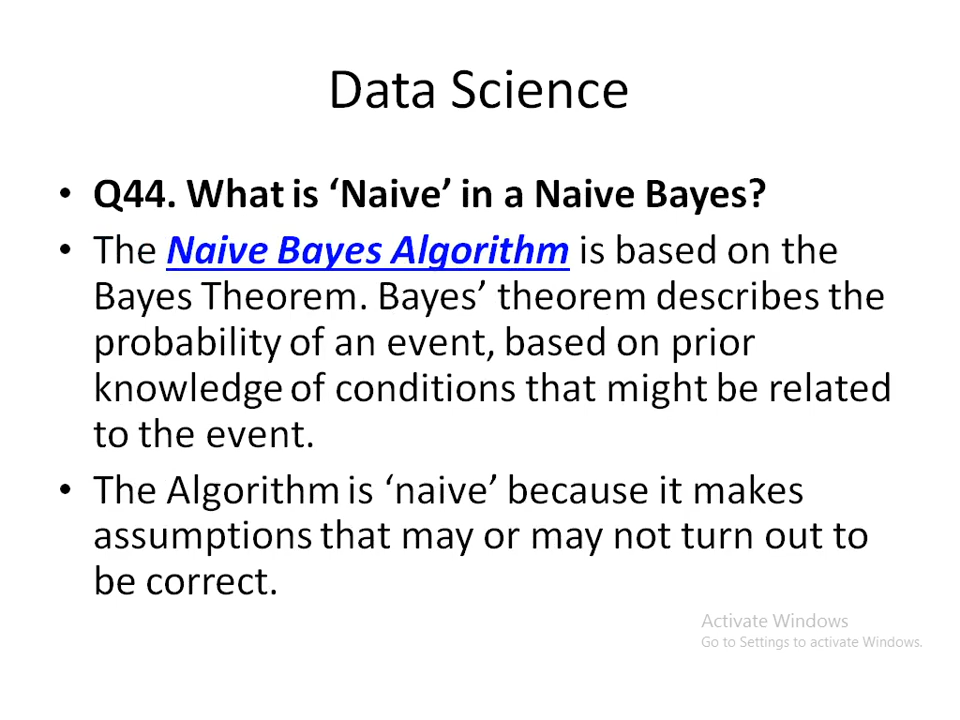 Data Science
• Q44. What is ‘Naive’ in a Naive Bayes?
• The Naive Bayes Algorithm is based on the
Bayes Theorem. Bayes’ theorem describes the
probability of an event, based on prior
knowledge of conditions that might be related
to the event.
• The Algorithm is ‘naive’ because it makes
assumptions that may or may not turn out to
be correct.
Activate Windows
Go to Settings to activate Windows.